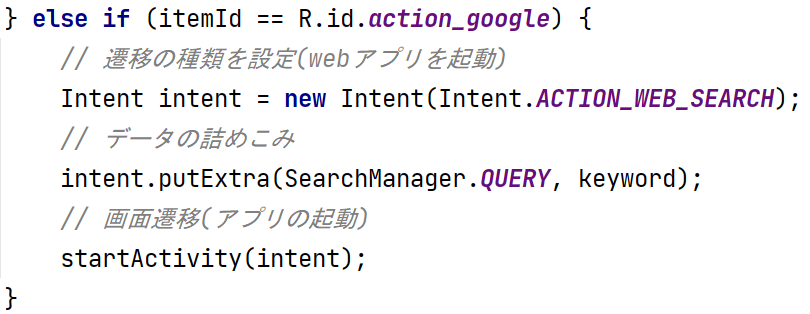 } else if (itemId == R.id.action_google) {
// 遷移の種類を設定(webアプリを起動)
Intent intent = new Intent(Intent.ACTION_WEB_SEARCH);
// データの詰めこみ
intent.putExtra(SearchManager.QUERY, keyword);
// 画面遷移(アプリの起動)
startActivity(intent);
}